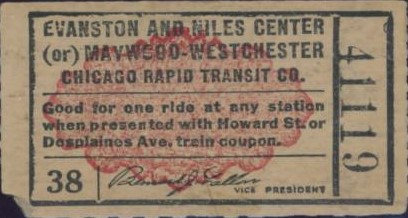 EVANSTON AND NILES CENTER
(or) MAYWOOD-WESTCHESTER
CHICAGO RAPID TRANSIT CO.
Good for one ride at any station
when presented with Howard St. or
Desplaines Ave. train coupon.
38
VICE PRESIDENT
41119